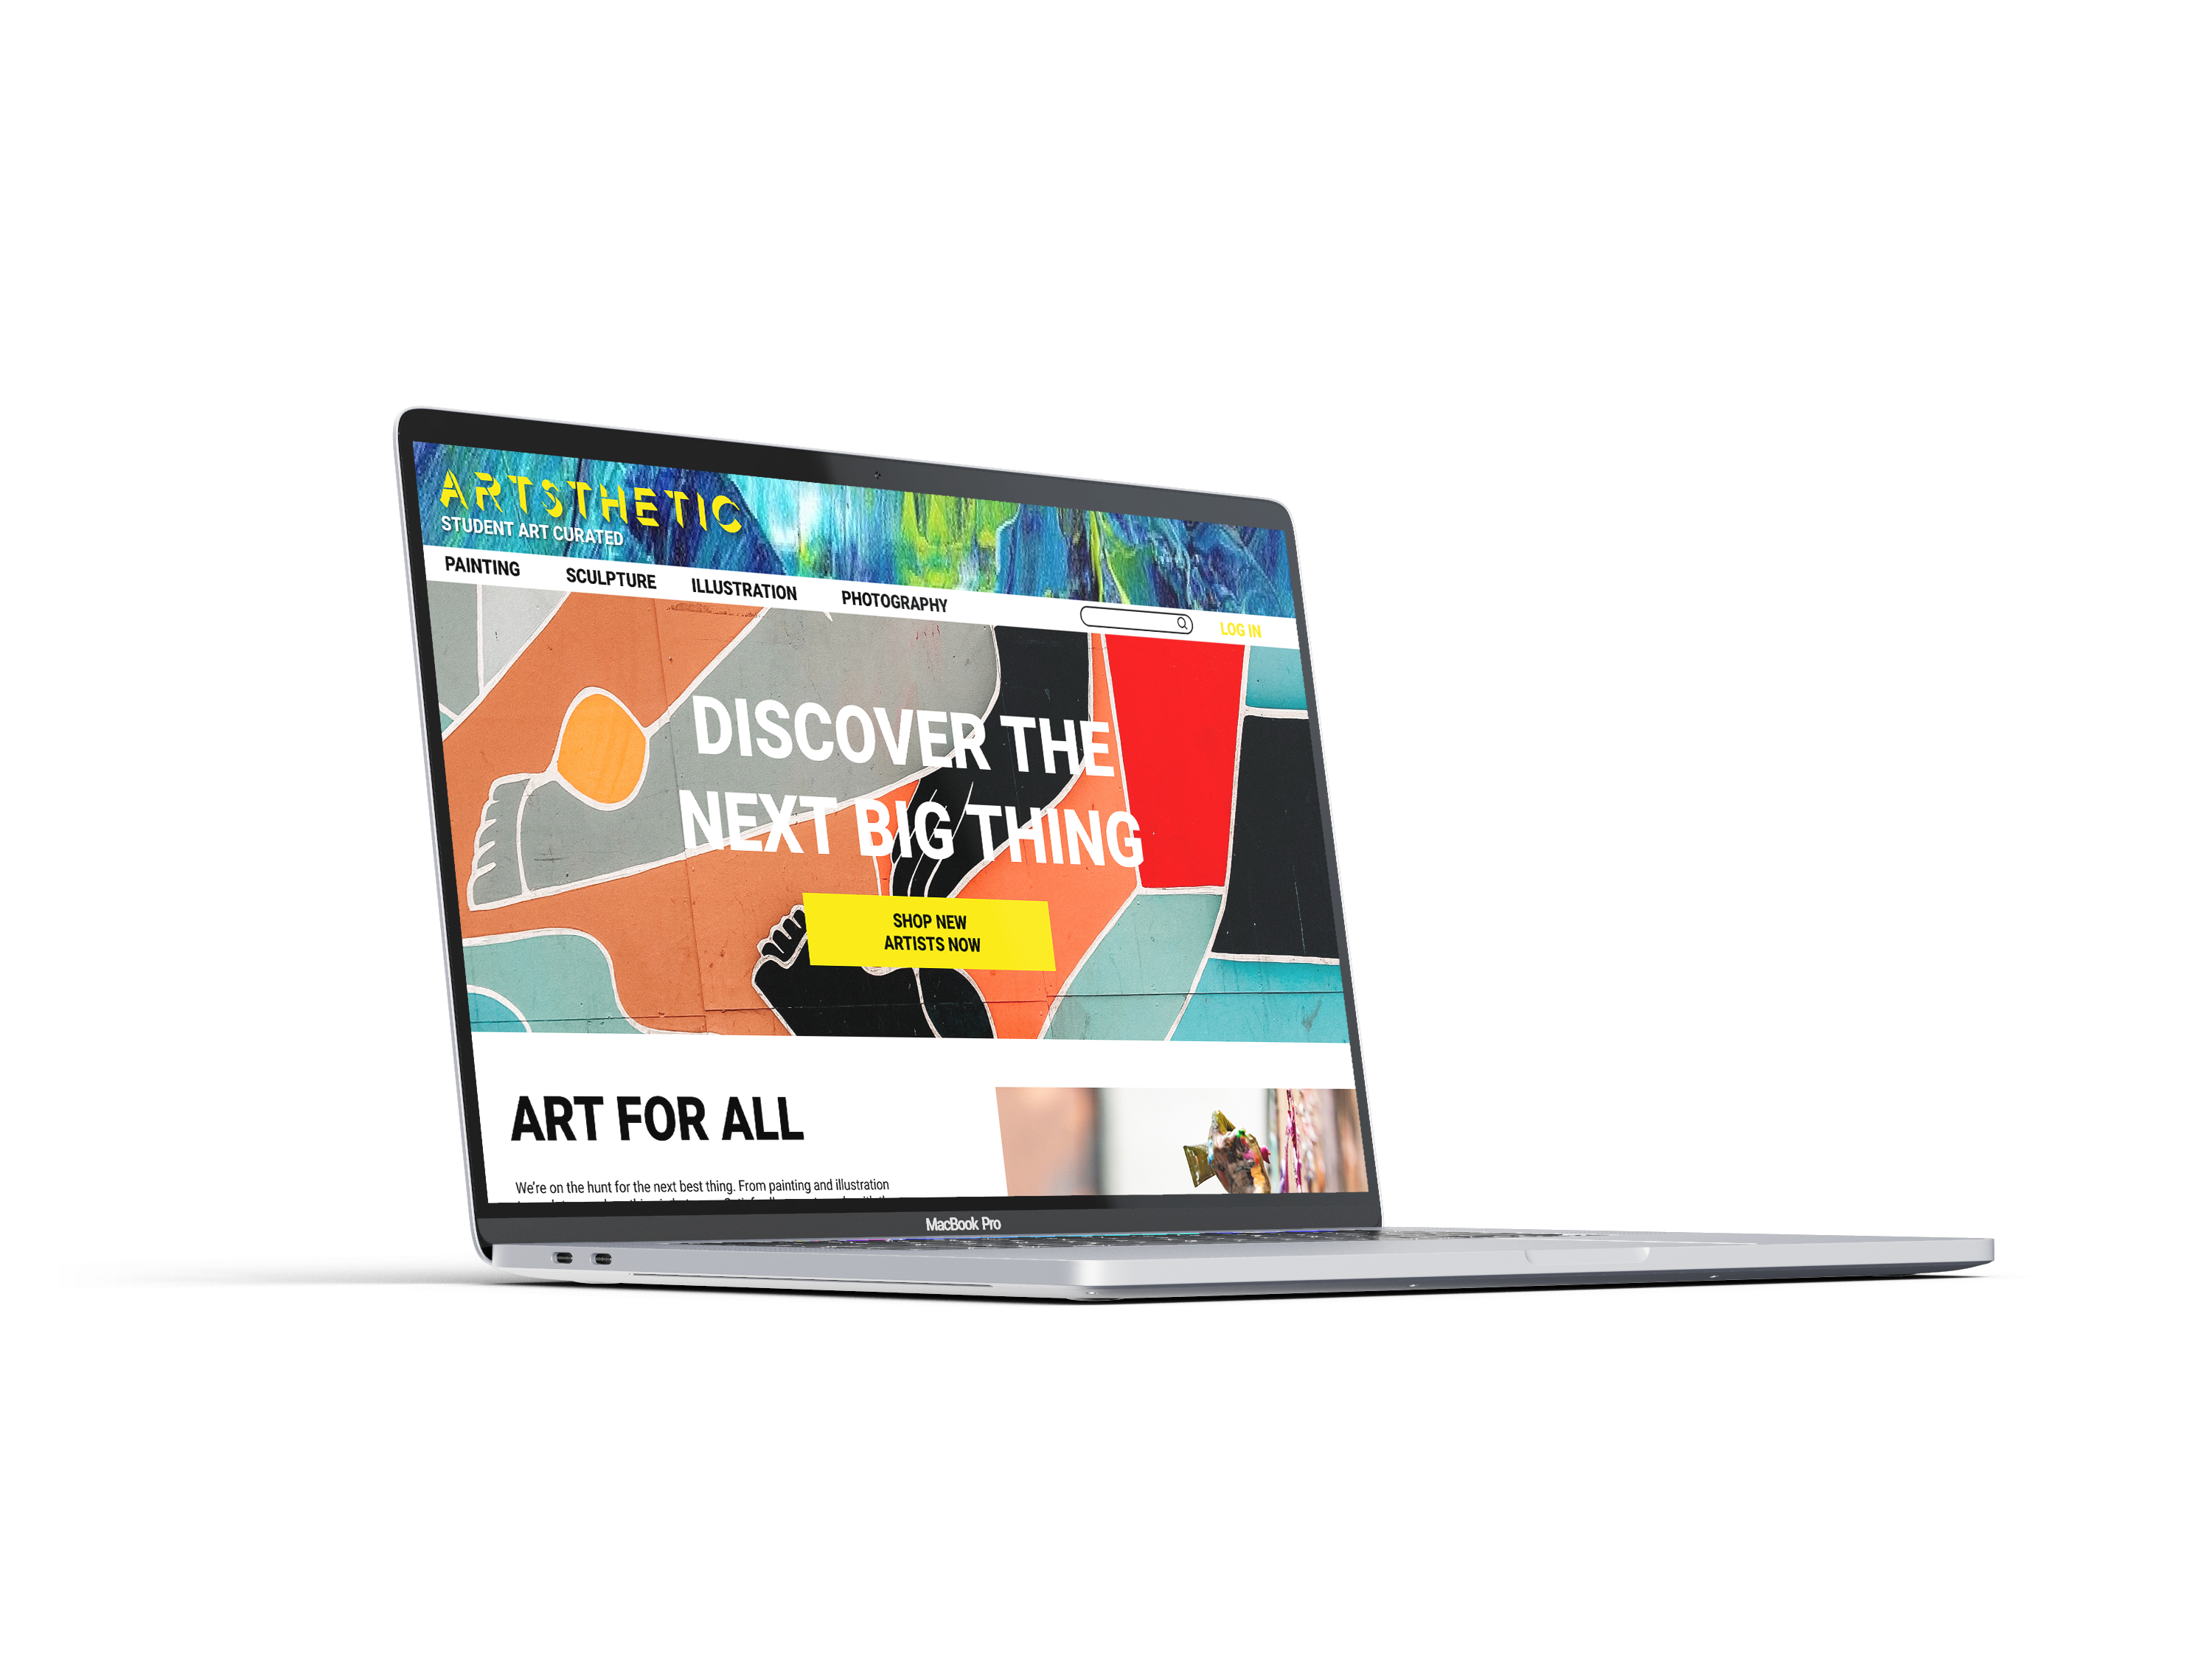 ARTSTHETIC
STUDENT ART CURATED
PAINTING SCULPTURE ILLUSTRATION PHOTOGRAPHY LOG IN
DISCOVER THE
NEXT BIG THING
SHOP NEW
ARTISTS NOW
ART FOR ALL
We're on the hunt for the next best thing. From painting and illustration
MacBook Pro